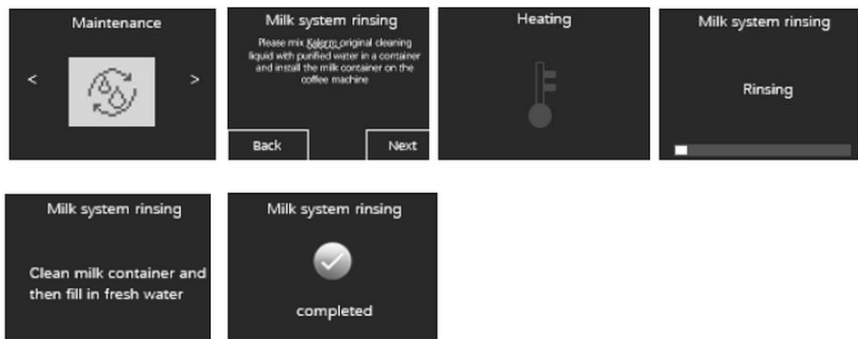 Maintenance
<
>
Milk system rinsing
Please mix Kalerm original cleaning
liquid with purified water in a container
and install the milk container on the
coffee machine
Back
Next
Heating
Milk system rinsing
Rinsing
Milk system rinsing
Clean milk container and
then fill in fresh water
Milk system rinsing
completed